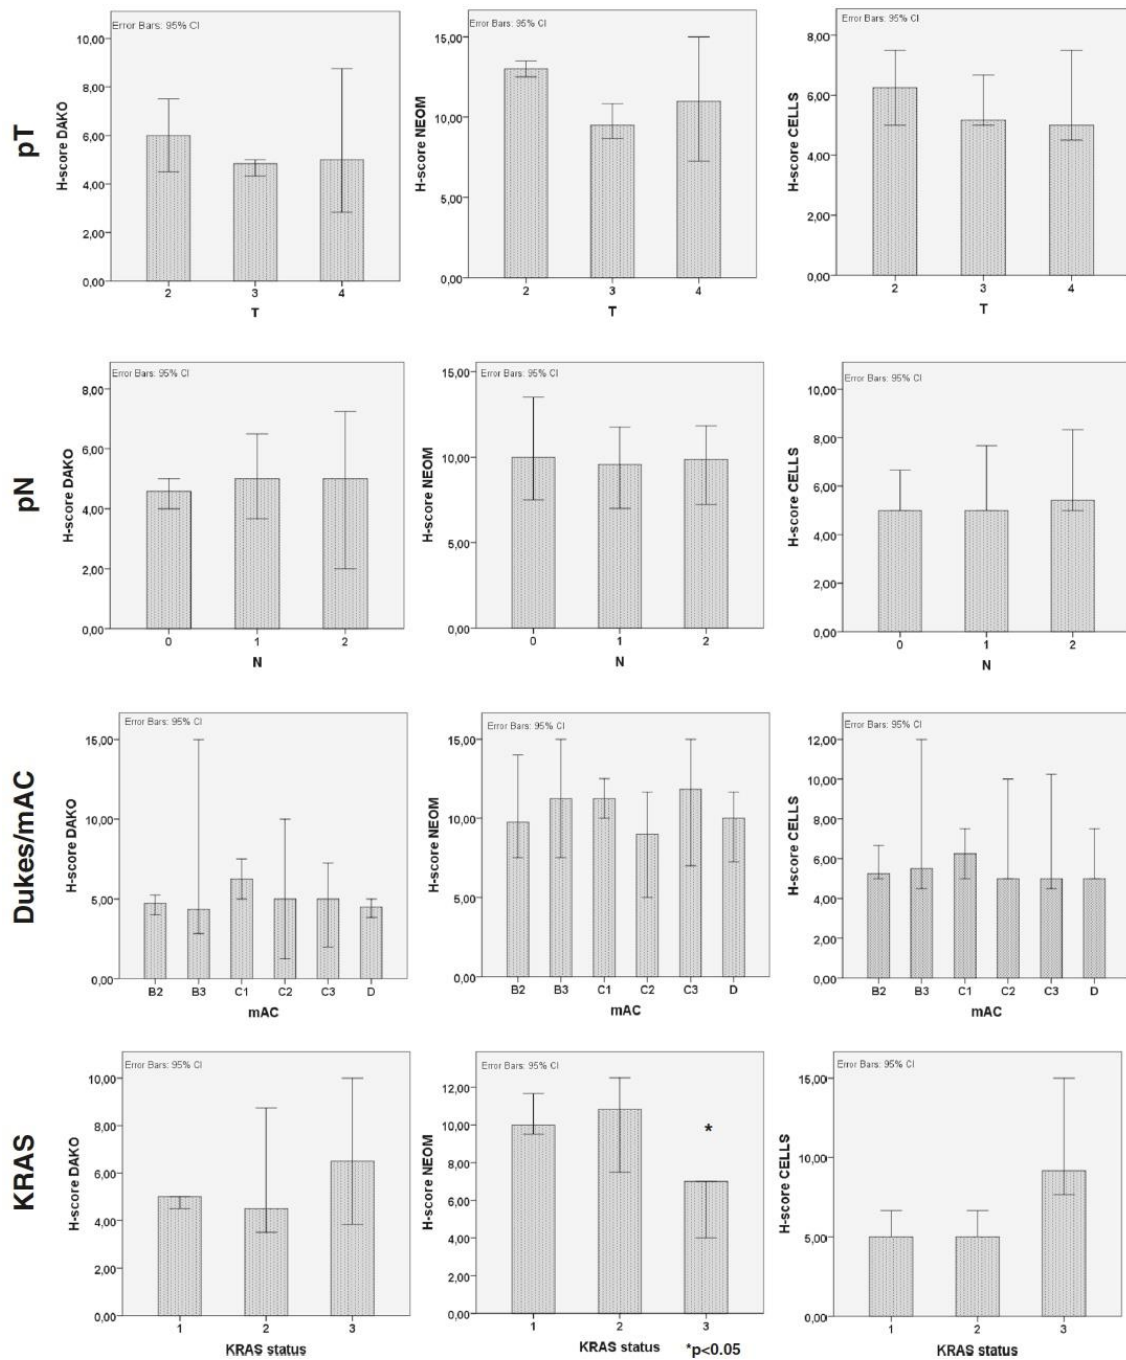 pT
Error Bars: 95% CI
H-score DAKO
10,00
8,00
6,00
4,00
2,00
0,00
2 3 4
T
Error Bars: 95% CI
H-score NEOM
15,00
10,00
5,00
0,00
2 3 4
T
Error Bars: 95% CI
H-score CELLS
8,00
6,00
4,00
2,00
0,00
2 3 4
T
pN
Error Bars: 95% CI
H-score DAKO
8,00
6,00
4,00
2,00
0,00
0 1 2
N
Error Bars: 95% CI
H-score NEOM
15,00
10,00
5,00
0,00
0 1 2
N
Error Bars: 95% CI
H-score CELLS
10,00
8,00
6,00
4,00
2,00
0,00
0 1 2
N
Dukes/mAC
Error Bars: 95% CI
H-score DAKO
15,00
10,00
5,00
0,00
B2 B3 C1 C2 C3 D
mAC
Error Bars: 95% CI
H-score NEOM
15,00
10,00
5,00
0,00
B2 B3 C1 C2 C3 D
mAC
Error Bars: 95% CI
H-score CELLS
12,00
10,00
8,00
6,00
4,00
2,00
0,00
B2 B3 C1 C2 C3 D
mAC
KRAS
Error Bars: 95% CI
H-score DAKO
10,00
8,00
6,00
4,00
2,00
0,00
1 2 3
KRAS status
Error Bars: 95% CI
H-score NEOM
12,00
10,00
8,00
6,00
4,00
2,00
0,00
*
1 2 3
KRAS status *p<0.05
Error Bars: 95% CI
H-score CELLS
15,00
10,00
5,00
0,00
1 2 3
KRAS status